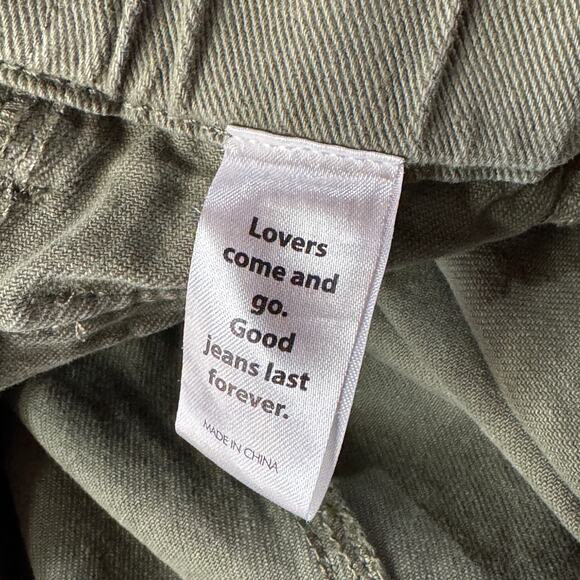 Lovers
come and
go.
Good
jeans last
forever.
MADE IN CHINA